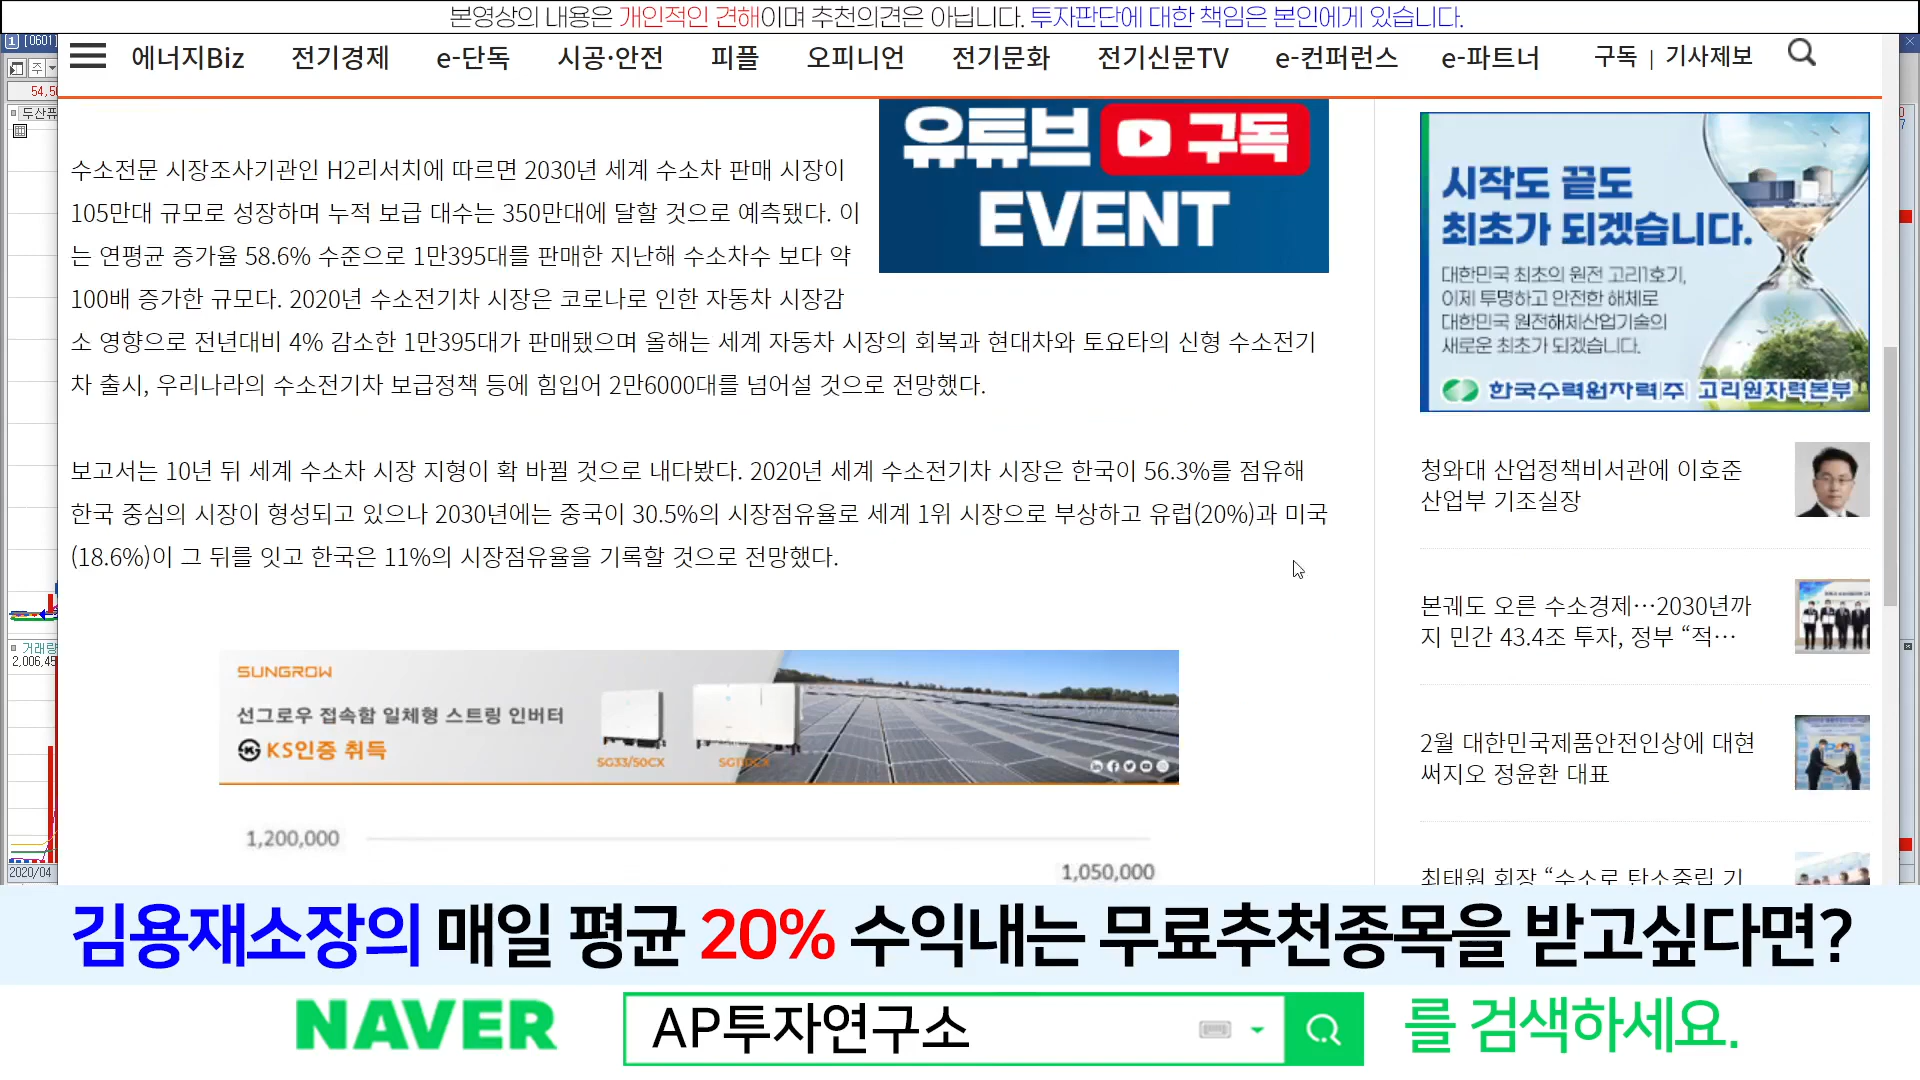 본영상의 내용은 개인적인 견해이며 추천의견은 아닙니다. 투자판단에 대한 책임은 본인에게 있습니다.
1 [0601]
에너지Biz 전기경제 e-단독 시공·안전 피플 오피니언 전기문화 전기신문TV e-컨퍼런스 e-파트너 구독 | 기사제보
주
54,50
두산퓨
유튜브 구독
EVENT
수소전문 시장조사기관인 H2리서치에 따르면 2030년 세계 수소차 판매 시장이
105만대 규모로 성장하며 누적 보급 대수는 350만대에 달할 것으로 예측됐다. 이
는 연평균 증가율 58.6% 수준으로 1만395대를 판매한 지난해 수소차수 보다 약
100배 증가한 규모다. 2020년 수소전기차 시장은 코로나로 인한 자동차 시장감
소 영향으로 전년대비 4% 감소한 1만395대가 판매됐으며 올해는 세계 자동차 시장의 회복과 현대차와 토요타의 신형 수소전기
차 출시, 우리나라의 수소전기차 보급정책 등에 힘입어 2만6000대를 넘어설 것으로 전망했다.
보고서는 10년 뒤 세계 수소차 시장 지형이 확 바뀔 것으로 내다봤다. 2020년 세계 수소전기차 시장은 한국이 56.3%를 점유해
한국 중심의 시장이 형성되고 있으나 2030년에는 중국이 30.5%의 시장점유율로 세계 1위 시장으로 부상하고 유럽(20%)과 미국
(18.6%)이 그 뒤를 잇고 한국은 11%의 시장점유율을 기록할 것으로 전망했다.
시작도 끝도
최초가 되겠습니다.
대한민국 최초의 원전 고리1호기,
이제 투명하고 안전한 해체로
대한민국 원전해체산업기술의
새로운 최초가 되겠습니다.
한국수력원자력(주) 고리원자력본부
청와대 산업정책비서관에 이호준
산업부 기조실장
본궤도 오른 수소경제…2030년까
지 민간 43.4조 투자, 정부 “적…
2월 대한민국제품안전인상에 대현
써지오 정윤환 대표
최태원 회장 “수소로 탄소중립 기
거래량
2,006,45
2020/04
SUNGROW
선그로우 접속함 일체형 스트링 인버터
KS인증 취득
SG33/50CX SG110CX
1,200,000
1,050,000
김용재소장의 매일 평균 20% 수익내는 무료추천종목을 받고싶다면?
NAVER AP투자연구소 를 검색하세요.